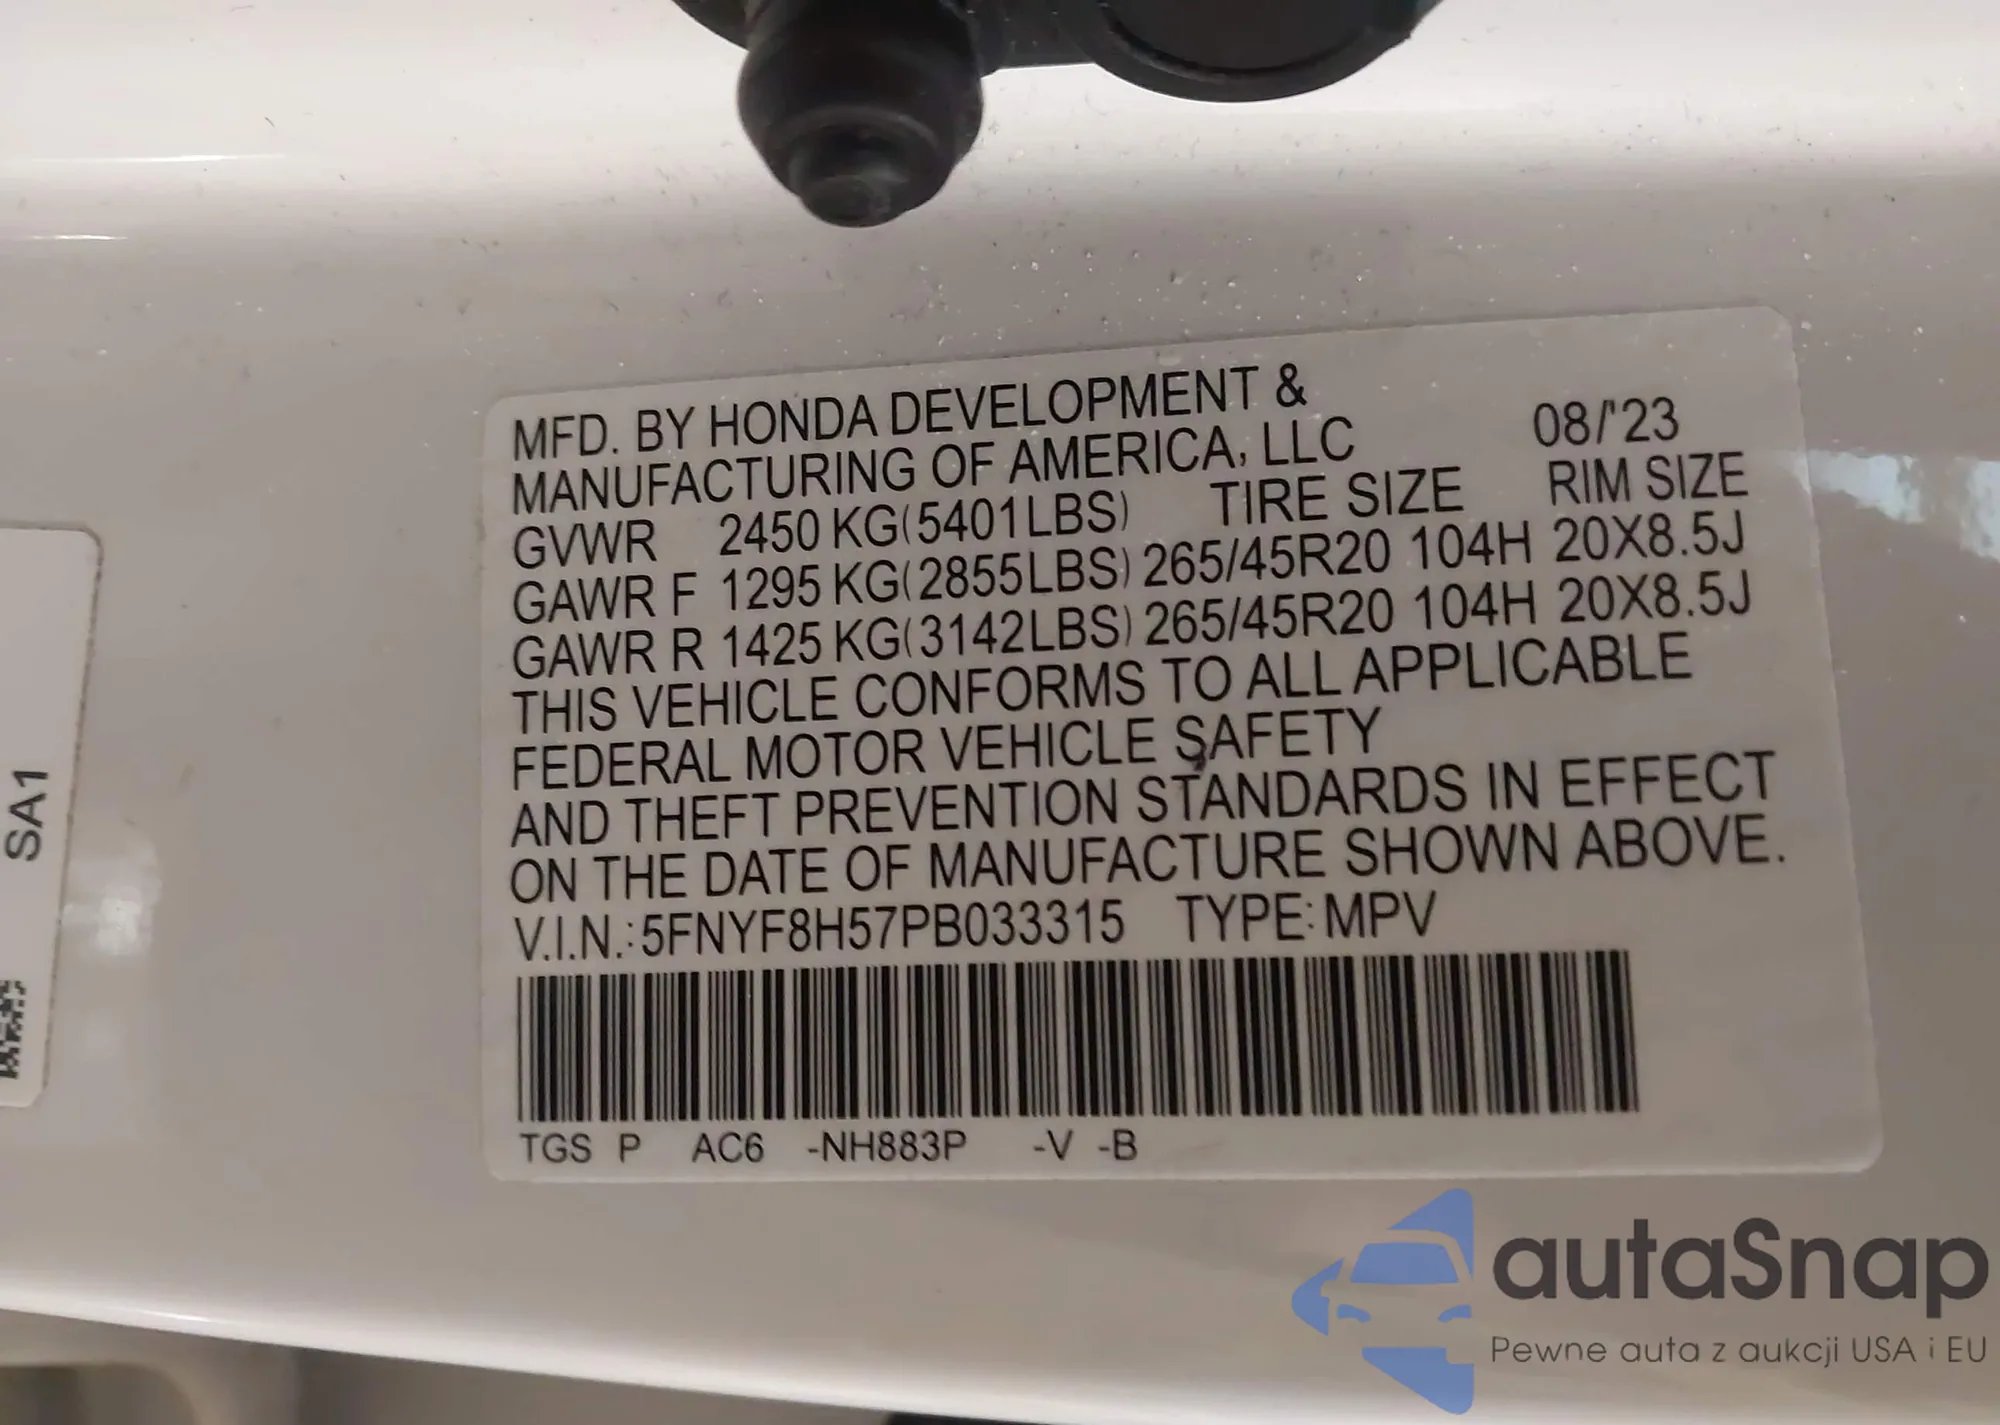 MFD. BY HONDA DEVELOPMENT &
MANUFACTURING OF AMERICA, LLC 08/'23
GVWR 2450 KG(5401LBS) TIRE SIZE RIM SIZE
GAWR F 1295 KG(2855LBS) 265/45R20 104H 20X8.5J
GAWR R 1425 KG(3142LBS) 265/45R20 104H 20X8.5J
THIS VEHICLE CONFORMS TO ALL APPLICABLE
FEDERAL MOTOR VEHICLE SAFETY
AND THEFT PREVENTION STANDARDS IN EFFECT
ON THE DATE OF MANUFACTURE SHOWN ABOVE.
V.I.N.:5FNYF8H57PB033315 TYPE:MPV
TGS P AC6 -NH883P -V -B
SA1
autaSnap
Pewne auta z aukcji USA i EU